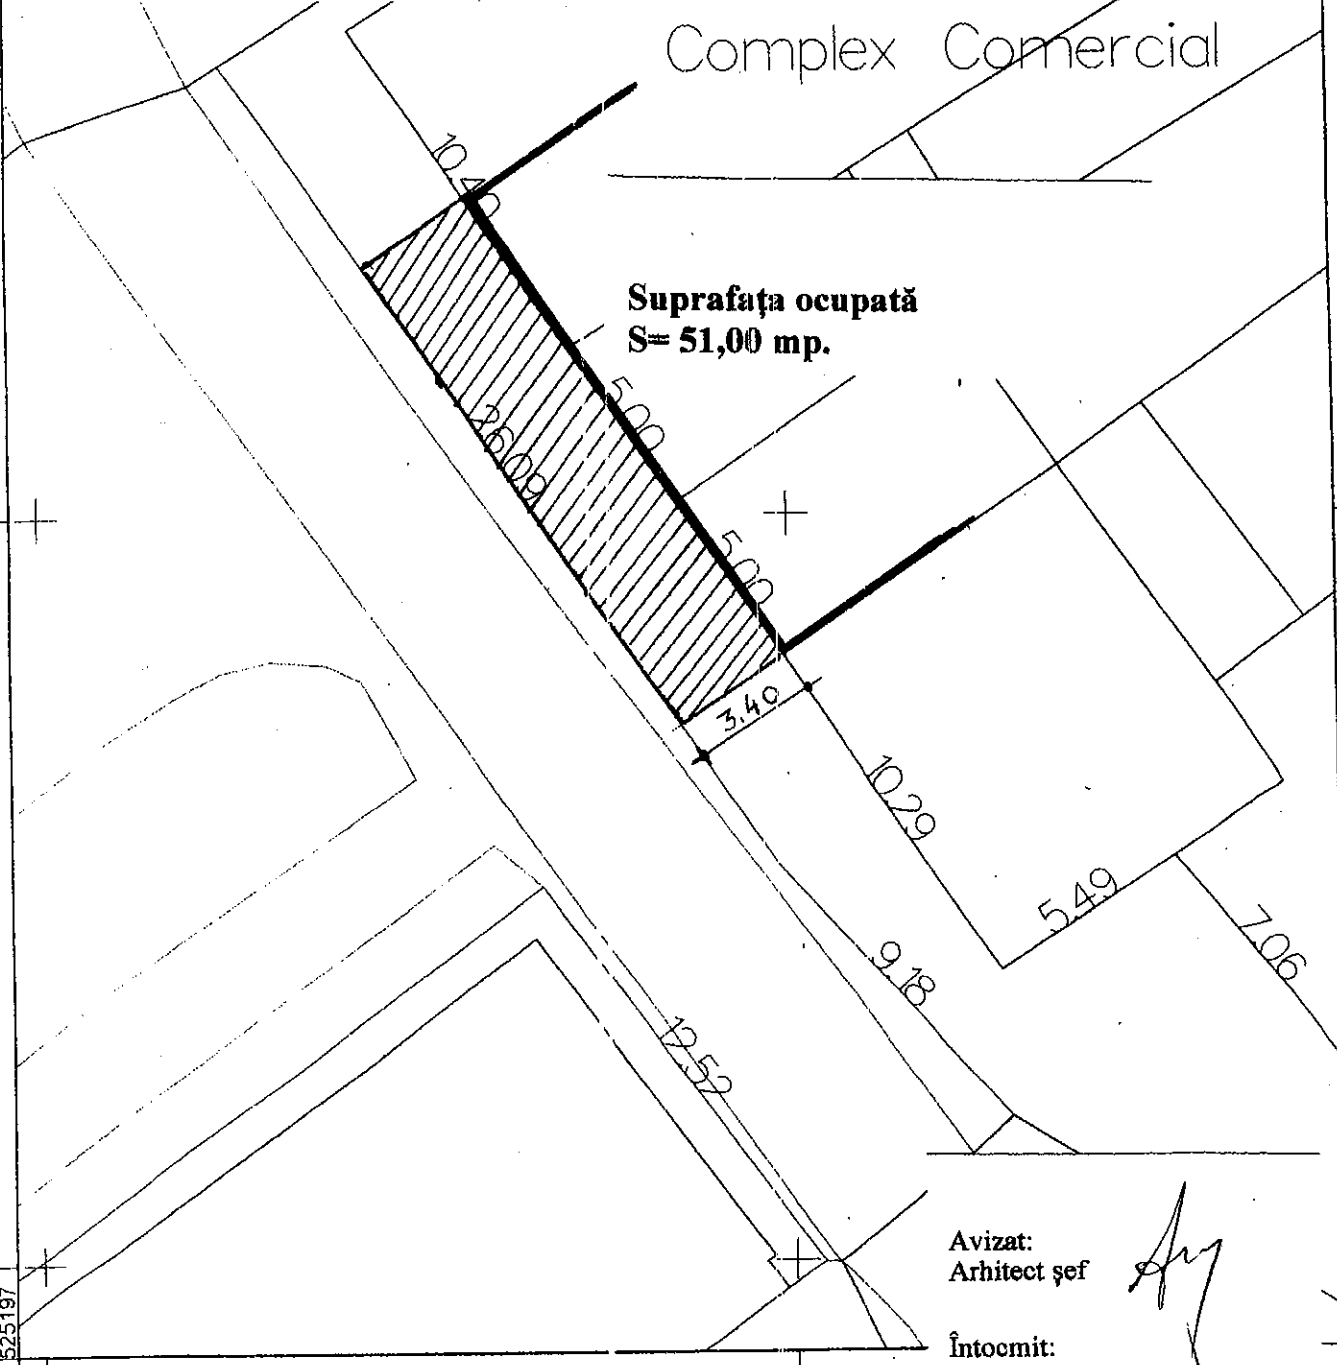 Complex Comercial
10.40
Suprafața ocupată
S= 51,00 mp.
5.00
26.09
5.00
3.40
10.29
5.49
7.06
9.18
12.52
Avizat:
Arhitect șef
525197
Întocmit: